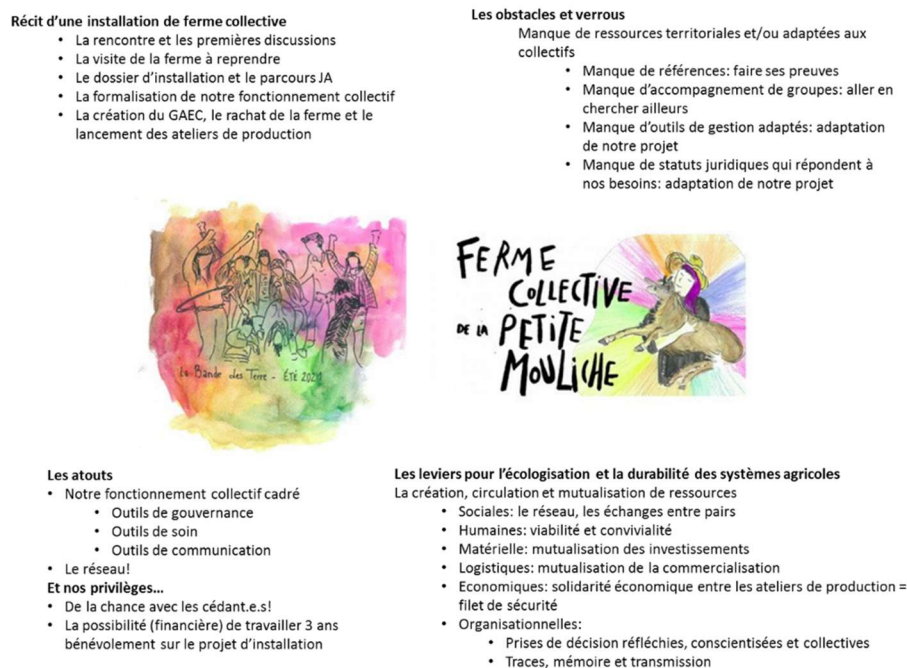 Récit d'une installation de ferme collective
• La rencontre et les premières discussions
• La visite de la ferme à reprendre
• Le dossier d'installation et le parcours JA
• La formalisation de notre fonctionnement collectif
• La création du GAEC, le rachat de la ferme et le
lancement des ateliers de production
Les obstacles et verrous
Manque de ressources territoriales et/ou adaptées aux
collectifs
• Manque de références: faire ses preuves
• Manque d'accompagnement de groupes: aller en
chercher ailleurs
• Manque d'outils de gestion adaptés: adaptation
de notre projet
• Manque de statuts juridiques qui répondent à
nos besoins: adaptation de notre projet
La Bande des Terre - ÉTÉ
FERME
COLLECTIVE
DE LA PETITE
MOULICHE
Les atouts
• Notre fonctionnement collectif cadré
• Outils de gouvernance
• Outils de soin
• Outils de communication
• Le réseau!
Et nos privilèges...
• De la chance avec les cédant.e.s!
• La possibilité (financière) de travailler 3 ans
bénévolement sur le projet d'installation
Les leviers pour l'écologisation et la durabilité des systèmes agricoles
La création, circulation et mutualisation de ressources
• Sociales: le réseau, les échanges entre pairs
• Humaines: viabilité et convivialité
• Matérielle: mutualisation des investissements
• Logistiques: mutualisation de la commercialisation
• Economiques: solidarité économique entre les ateliers de production =
filet de sécurité
• Organisationnelles:
• Prises de décision réfléchies, conscientisées et collectives
• Traces, mémoire et transmission